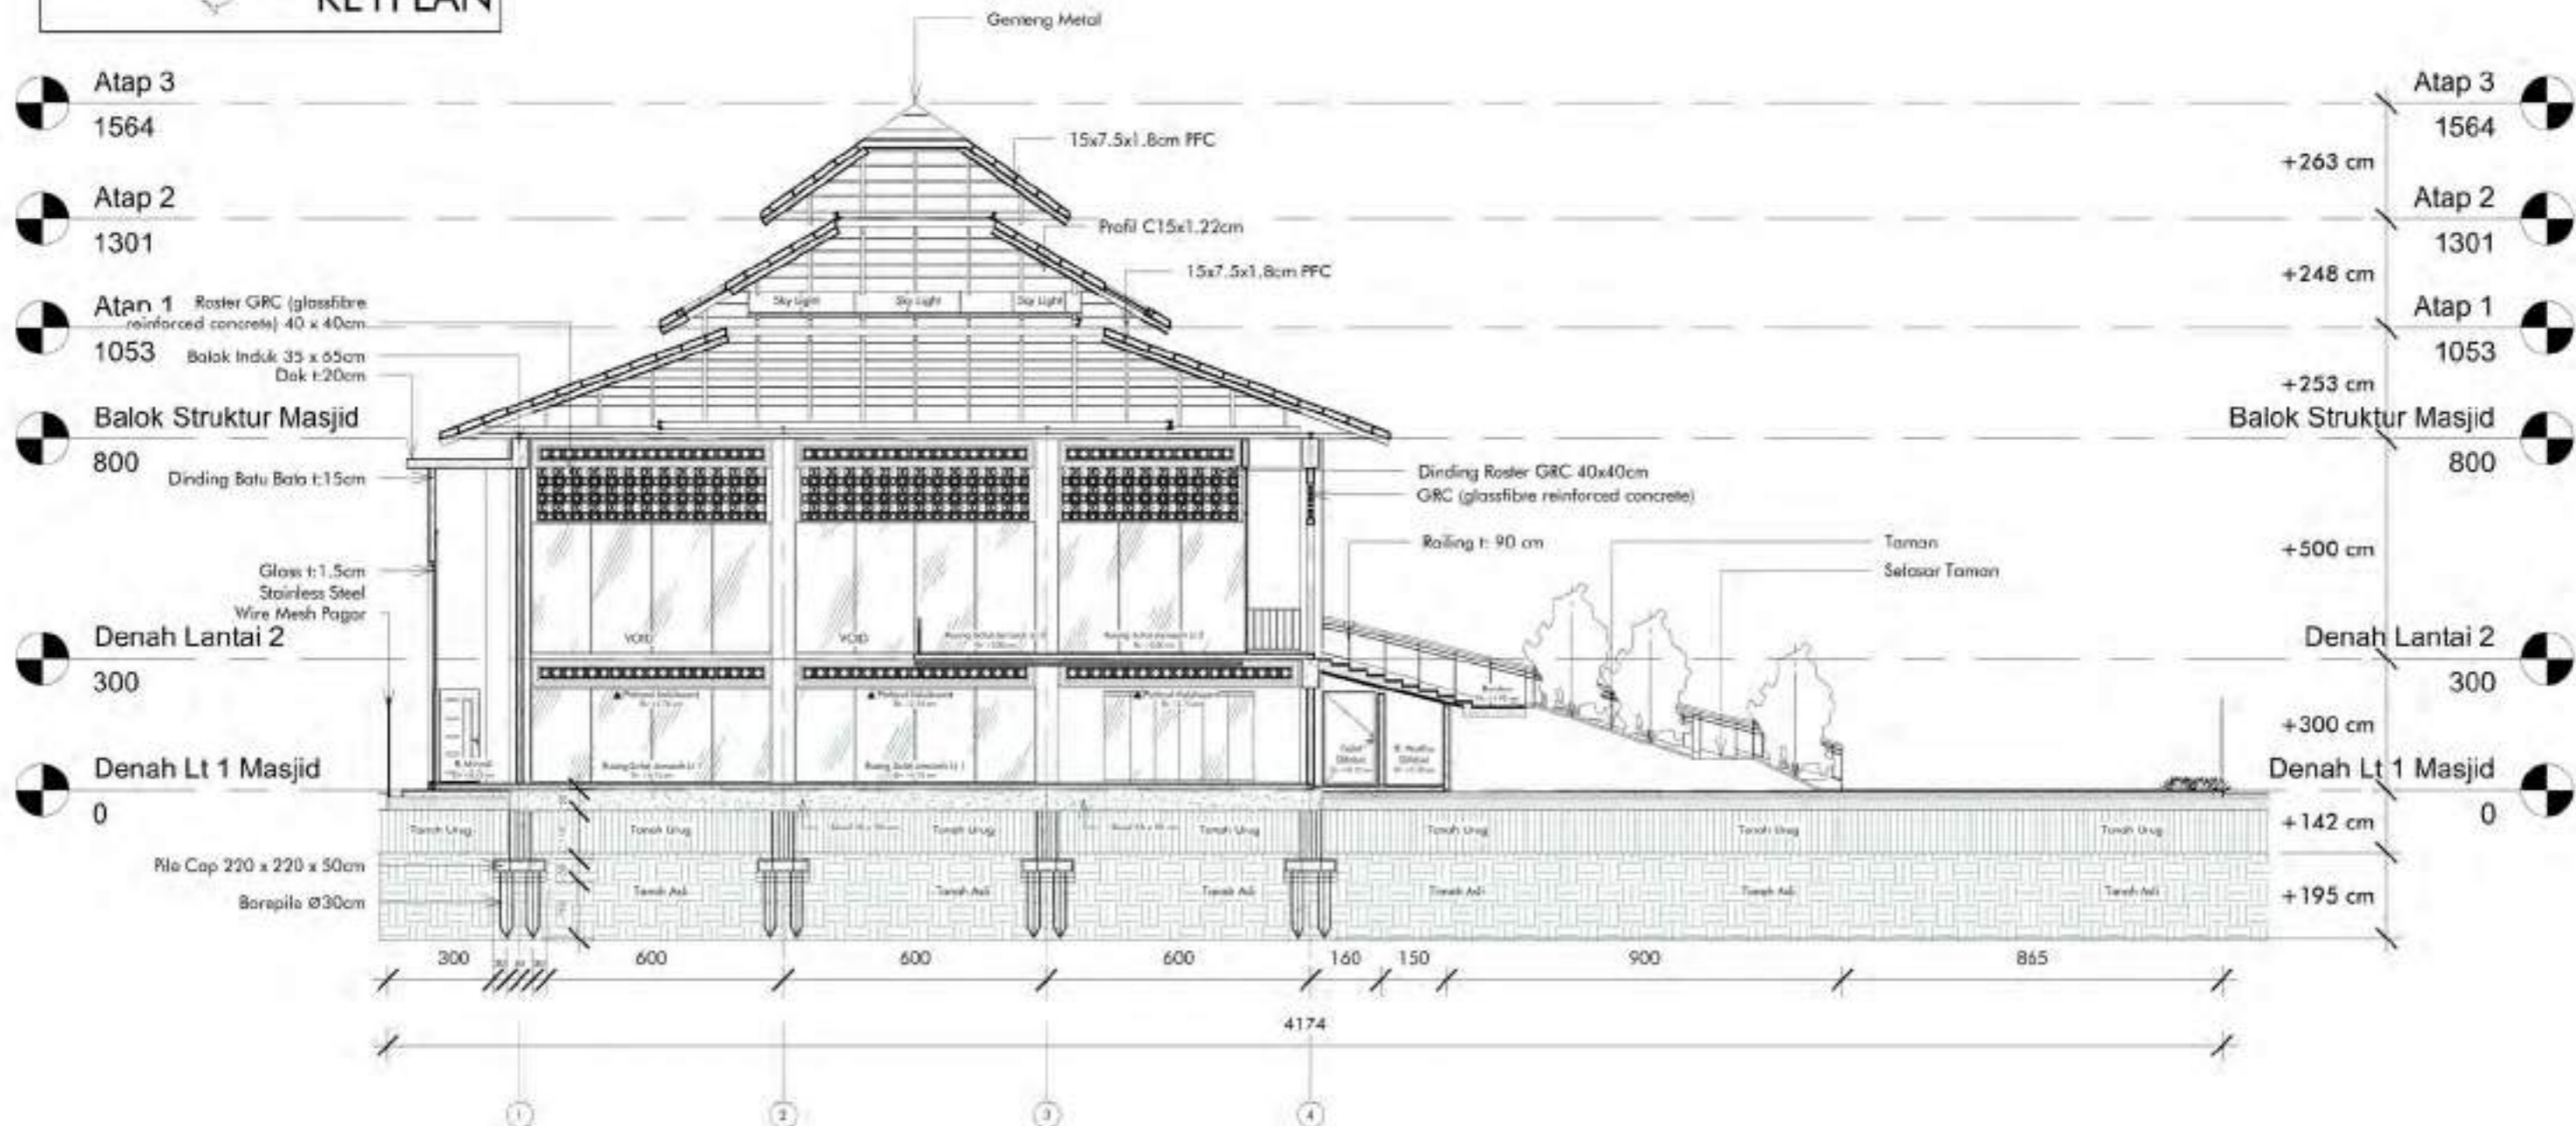 KEYPLAN
Genteng Metal
Atap 3
1564
Atap 3
1564
15x7.5x1.8cm PFC
+263 cm
Atap 2
1301
Atap 2
1301
Profil C15x1.22cm
15x7.5x1.8cm PFC
+248 cm
Atap 1
1053
Roster GRC (glassfibre
reinforced concrete) 40 x 40cm
Sky Light
Sky Light
Sky Light
Atap 1
1053
Balok Induk 35 x 65cm
Dak t:20cm
+253 cm
Balok Struktur Masjid
800
Balok Struktur Masjid
800
Dinding Batu Bata t:15cm
Dinding Roster GRC 40x40cm
GRC (glassfibre reinforced concrete)
Railing t: 90 cm
Taman
Selasar Taman
+500 cm
Glass t:1.5cm
Stainless Steel
Wire Mesh Pagar
VOID
VOID
Denah Lantai 2
300
Denah Lantai 2
300
+300 cm
Denah Lt 1 Masjid
0
Denah Lt 1 Masjid
0
Tanah Urug
Tanah Urug
Tanah Urug
Tanah Urug
Tanah Urug
Tanah Urug
Tanah Urug
+142 cm
Pile Cap 220 x 220 x 50cm
Borepile Ø30cm
Tanah Asli
Tanah Asli
Tanah Asli
Tanah Asli
Tanah Asli
Tanah Asli
+195 cm
300
600
600
600
160
150
900
865
4174
1
2
3
4